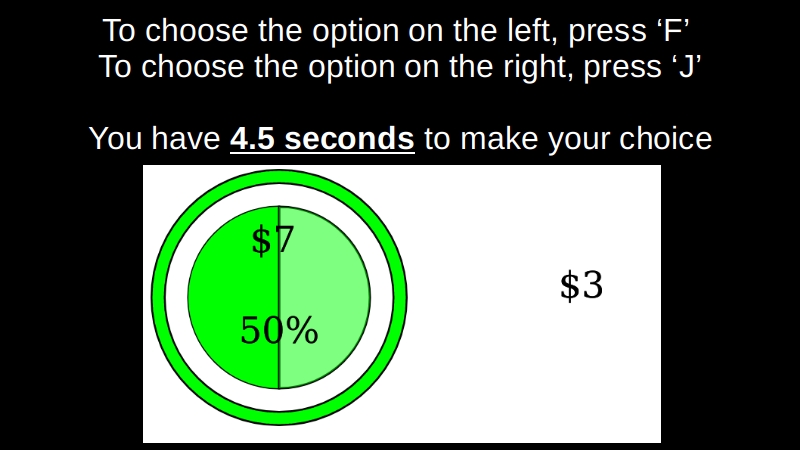 To choose the option on the left, press ‘F’
To choose the option on the right, press ‘J’
You have 4.5 seconds to make your choice
$7
50%
$3